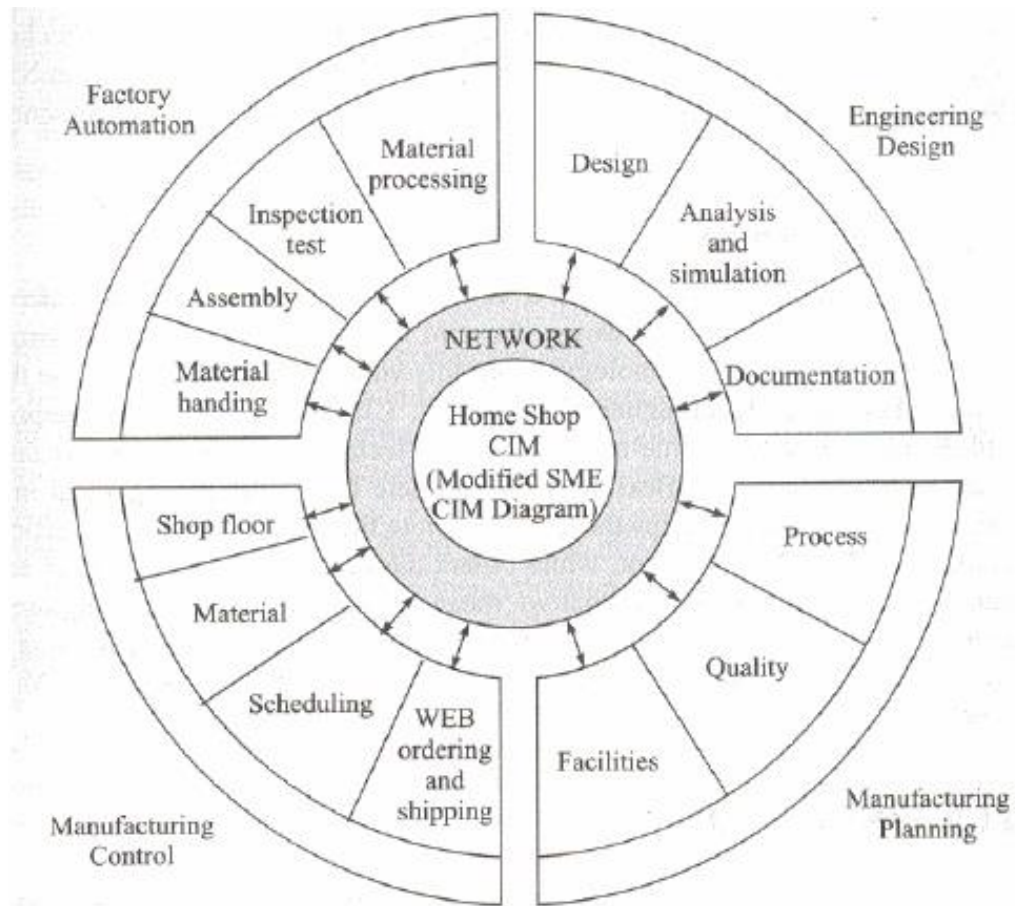 Factory
Automation
Material
processing
Inspection
test
Assembly
Material
handing
Engineering
Design
Design
Analysis
and
simulation
Documentation
NETWORK
Home Shop
CIM
(Modified SME
CIM Diagram)
Shop floor
Material
Scheduling
WEB
ordering
and
shipping
Manufacturing
Control
Process
Quality
Facilities
Manufacturing
Planning